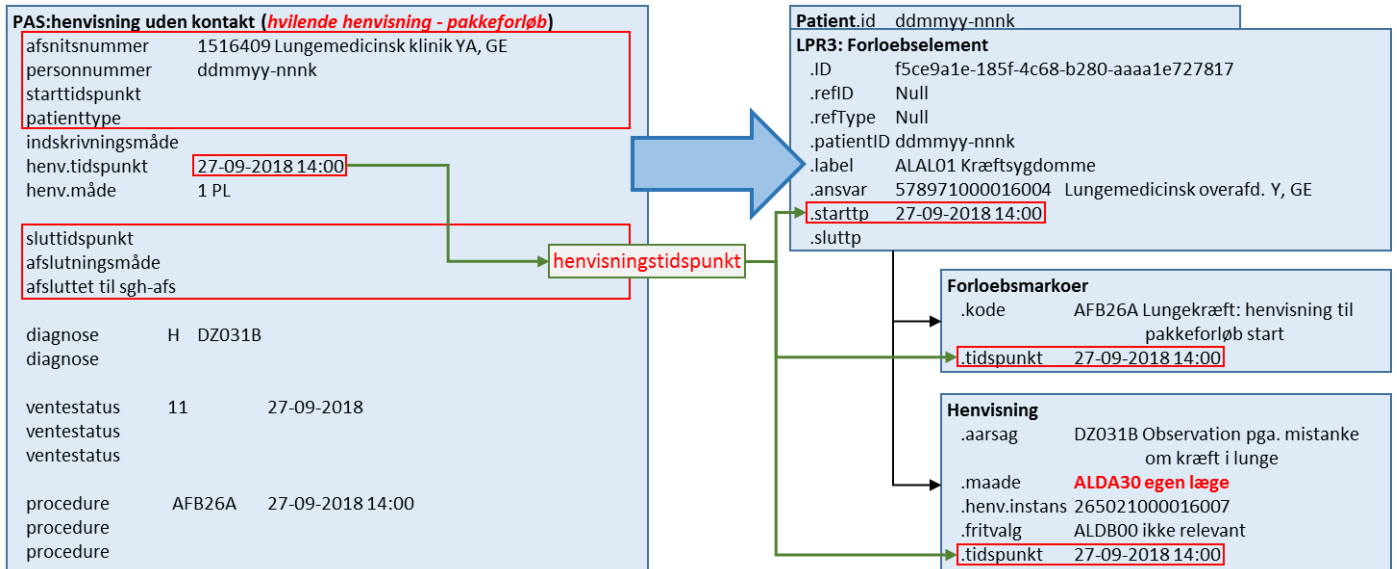 PAS:henvisning uden kontakt (hvilende henvisning - pakkeforløb)
afsnitsnummer 1516409 Lungemedicinsk klinik YA, GE
personnummer ddmmyy-nnnk
starttidspunkt
patienttype
indskrivningsmåde
henv.tidspunkt 27-09-2018 14:00
henv.måde 1 PL
sluttidspunkt
afslutningsmåde
afsluttet til sgh-afs
diagnose H DZ031B
diagnose
ventestatus 11 27-09-2018
ventestatus
ventestatus
procedure AFB26A 27-09-2018 14:00
procedure
procedure
henvisningstidspunkt
Patient.id ddmmyy-nnnk
LPR3: Forloebselement
.ID f5ce9a1e-185f-4c68-b280-aaaa1e727817
.refID Null
.refType Null
.patientID ddmmyy-nnnk
.label ALAL01 Kræftsygdomme
.ansvar 578971000016004 Lungemedicinsk overafd. Y, GE
.starttp 27-09-2018 14:00
.sluttp
Forloebsmarkoer
.kode AFB26A Lungekræft: henvisning til
pakkeforløb start
.tidspunkt 27-09-2018 14:00
Henvisning
.aarsag DZ031B Observation pga. mistanke
om kræft i lunge
.maade ALDA30 egen læge
.henv.instans 265021000016007
.fritvalg ALDB00 ikke relevant
.tidspunkt 27-09-2018 14:00